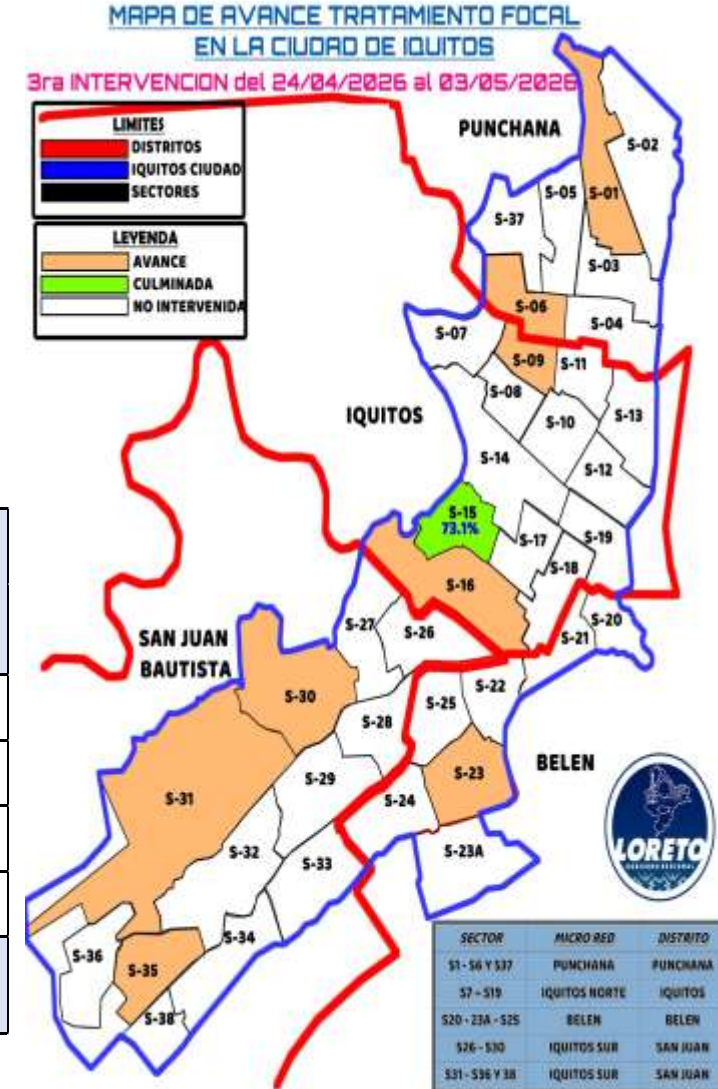 MAPA DE AVANCE TRATAMIENTO FOCAL
EN LA CIUDAD DE IQUITOS
3ra INTERVENCION del 24/04/2026 al 03/05/2026
LIMITES
DISTRITOS
IQUITOS CIUDAD
SECTORES
LEYENDA
AVANCE
CULMINADA
NO INTERVENIDA
PUNCHANA
S-02
S-05
S-01
S-37
S-03
S-06
S-04
S-07
S-09
S-11
S-08
IQUITOS
S-10
S-13
S-14
S-12
S-15
73.1%
S-17
S-19
S-18
S-16
S-20
S-27
S-26
S-21
SAN JUAN
BAUTISTA
S-22
S-30
S-25
S-28
BELEN
S-29
S-23
S-31
S-24
S-32
S-23A
S-33
LORETO
S-34
S-36
S-35
S-38
SECTOR MICRO RED DISTRITO
S1 - S6 Y S37 PUNCHANA PUNCHANA
S7 - S19 IQUITOS NORTE IQUITOS
S20 - 23A - S25 BELEN BELEN
S26 - S30 IQUITOS SUR SAN JUAN
S31 - S36 Y 38 IQUITOS SUR SAN JUAN